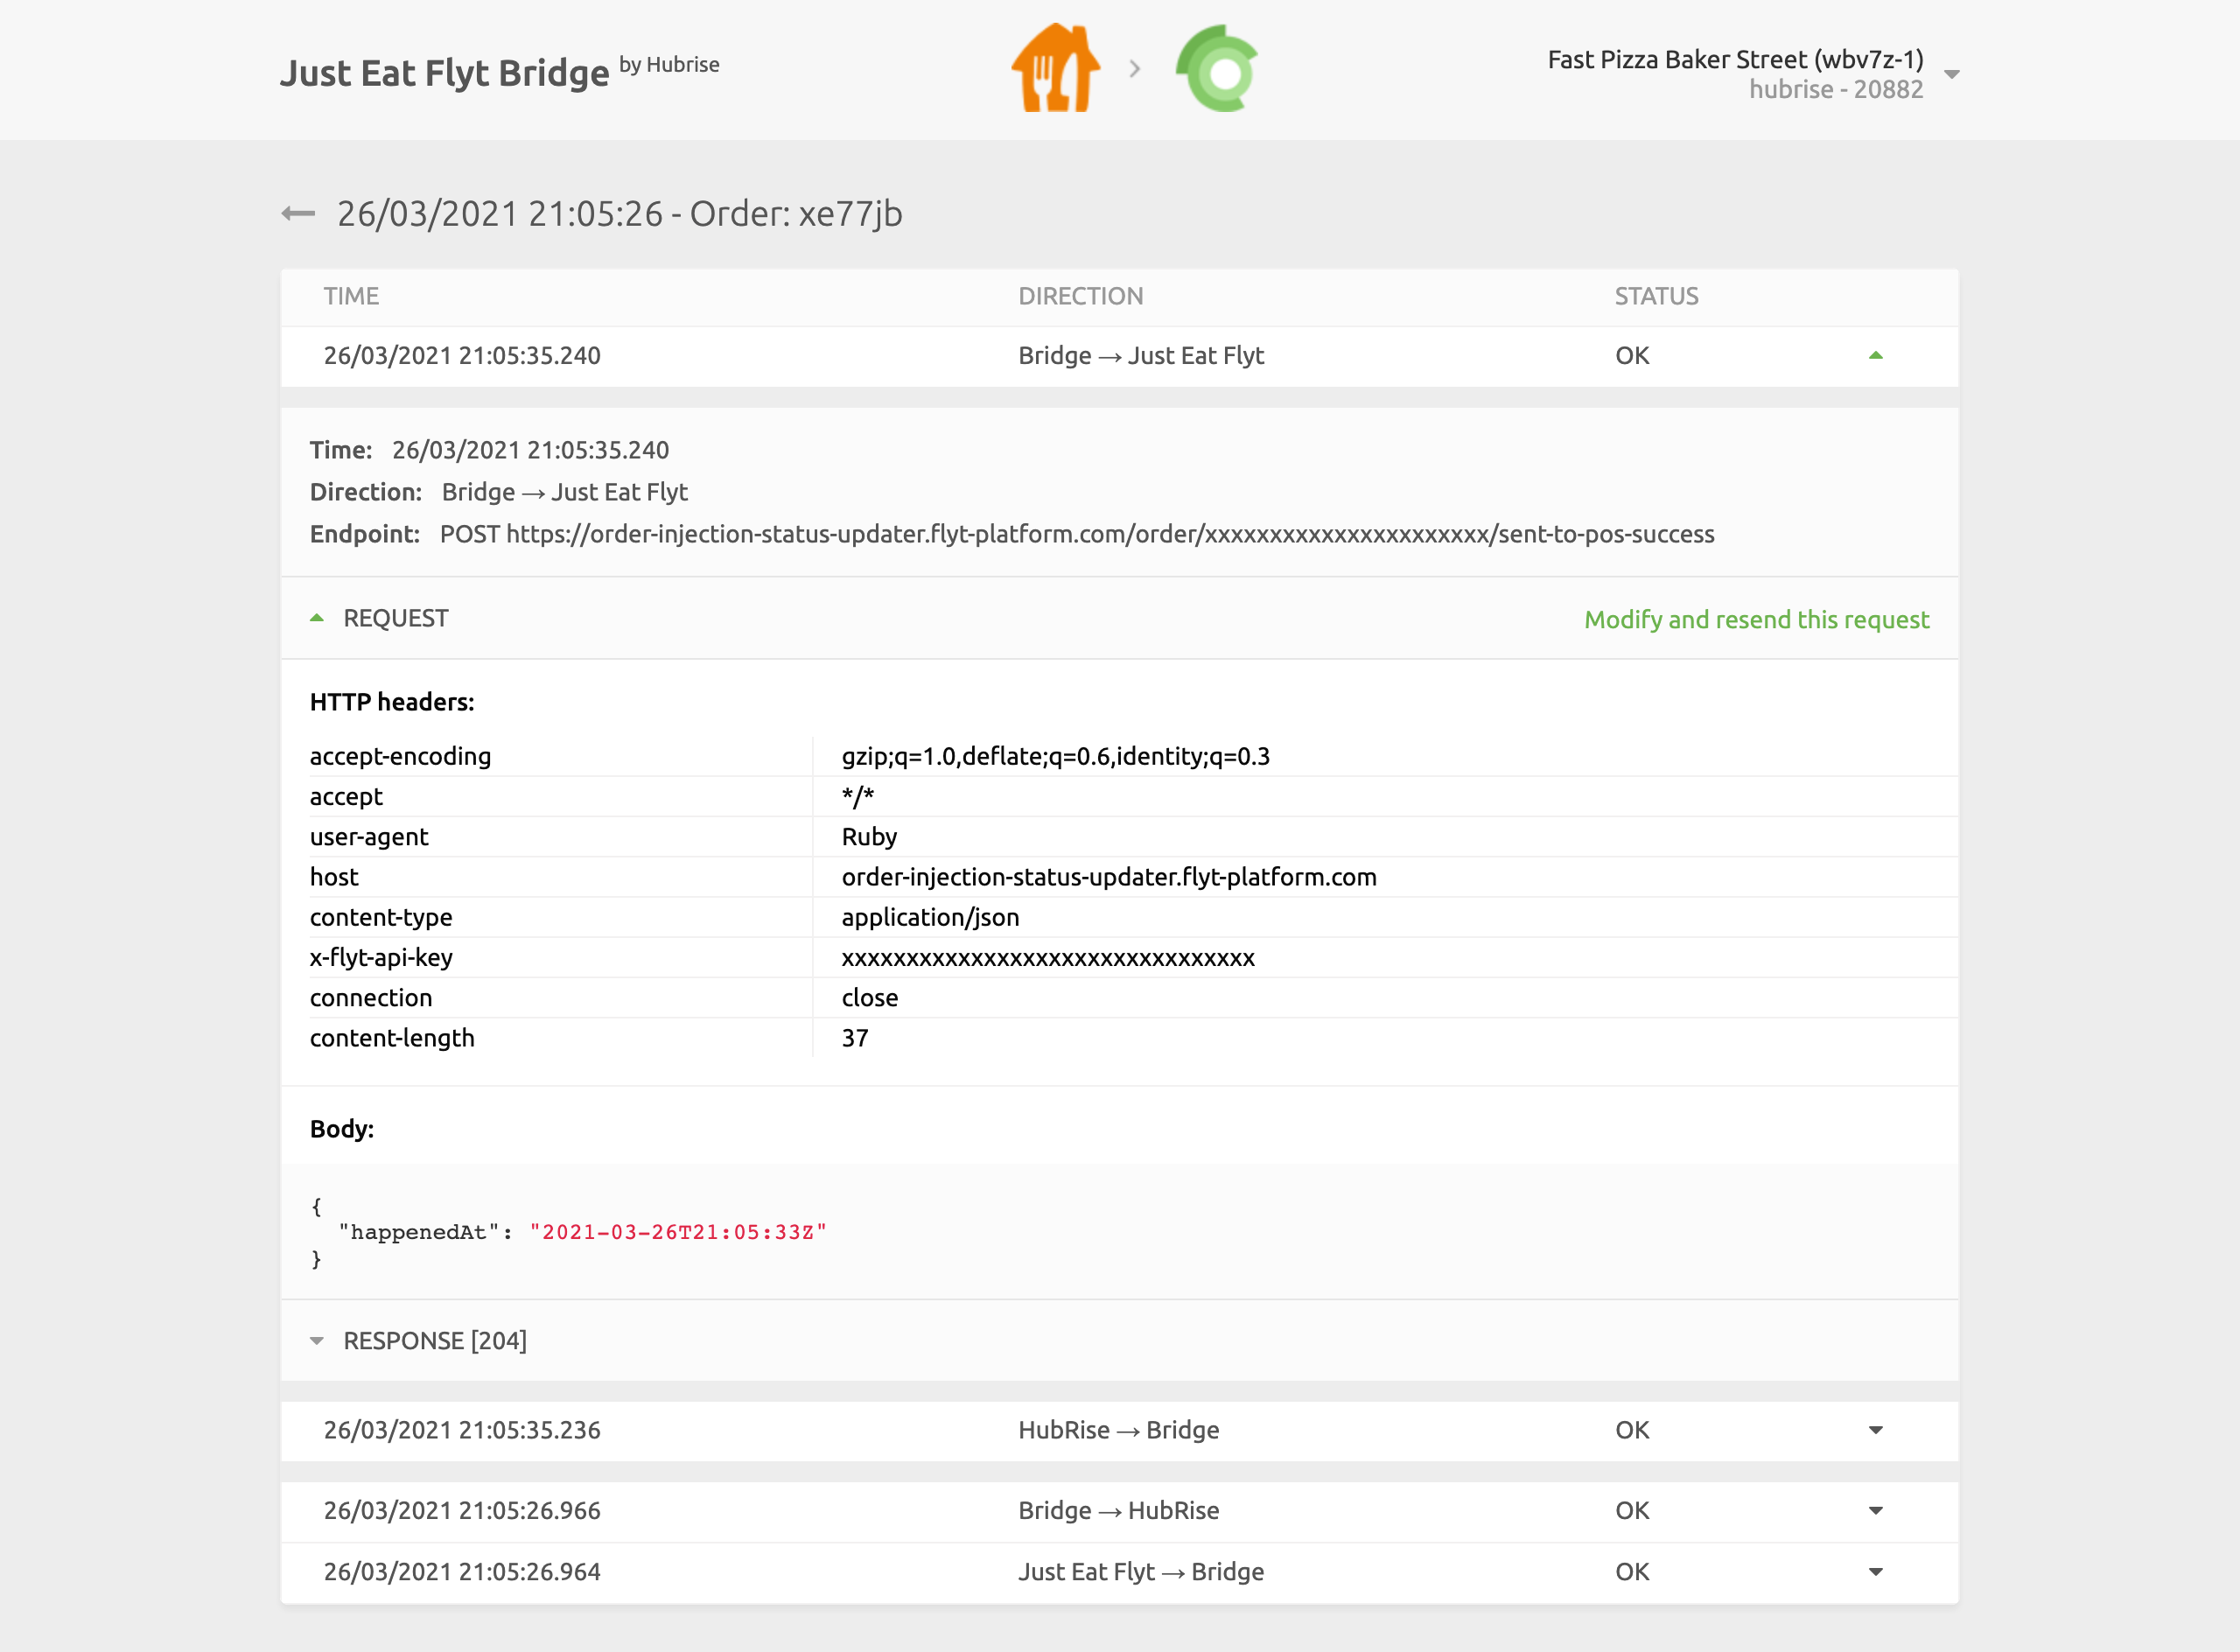 Just Eat Flyt Bridge by Hubrise
Fast Pizza Baker Street (wbv7z-1)
hubrise - 20882
26/03/2021 21:05:26 - Order: xe77jb
TIME DIRECTION STATUS
26/03/2021 21:05:35.240 Bridge → Just Eat Flyt OK
Time: 26/03/2021 21:05:35.240
Direction: Bridge → Just Eat Flyt
Endpoint: POST https://order-injection-status-updater.flyt-platform.com/order/xxxxxxxxxxxxxxxxxxxxxx/sent-to-pos-success
REQUEST Modify and resend this request
HTTP headers:
accept-encoding gzip;q=1.0,deflate;q=0.6,identity;q=0.3
accept */*
user-agent Ruby
host order-injection-status-updater.flyt-platform.com
content-type application/json
x-flyt-api-key xxxxxxxxxxxxxxxxxxxxxxxxxxxxxxxx
connection close
content-length 37
Body:
{
"happenedAt": "2021-03-26T21:05:33Z"
}
RESPONSE [204]
26/03/2021 21:05:35.236 HubRise → Bridge OK
26/03/2021 21:05:26.966 Bridge → HubRise OK
26/03/2021 21:05:26.964 Just Eat Flyt → Bridge OK